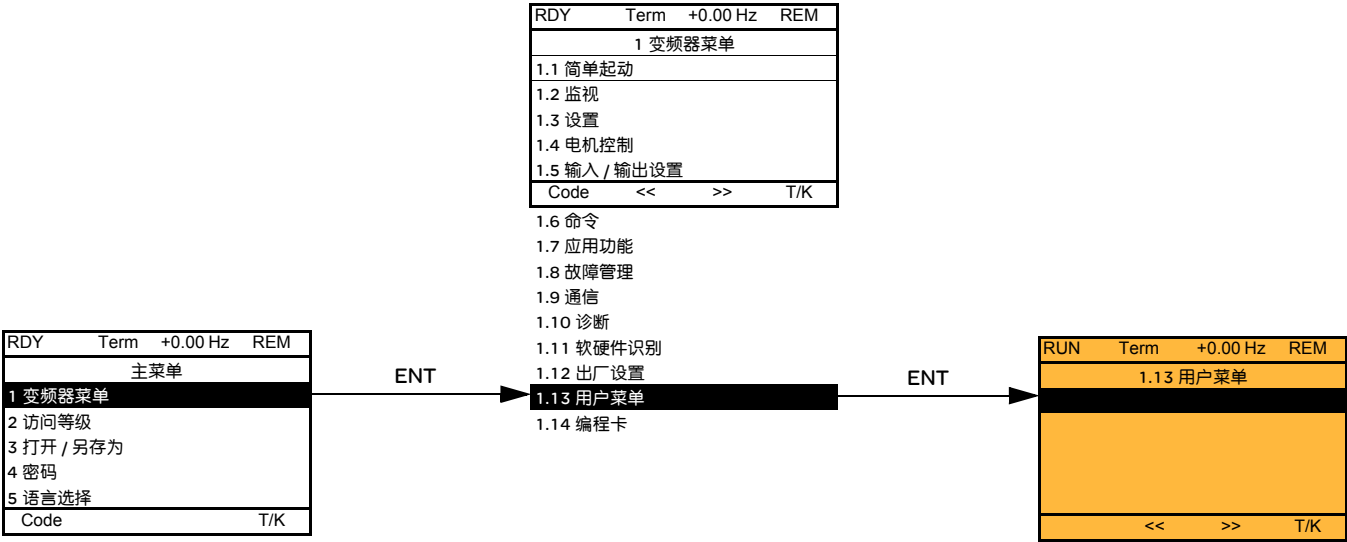 RDY Term +0.00 Hz REM
1 变频器菜单
1.1 简单起动
1.2 监视
1.3 设置
1.4 电机控制
1.5 输入 / 输出设置
Code << >> T/K
1.6 命令
1.7 应用功能
1.8 故障管理
1.9 通信
1.10 诊断
1.11 软硬件识别
1.12 出厂设置
1.13 用户菜单
1.14 编程卡
RDY Term +0.00 Hz REM
主菜单
1 变频器菜单
2 访问等级
3 打开 / 另存为
4 密码
5 语言选择
Code T/K
ENT
ENT
RUN Term +0.00 Hz REM
1.13 用户菜单
<< >> T/K